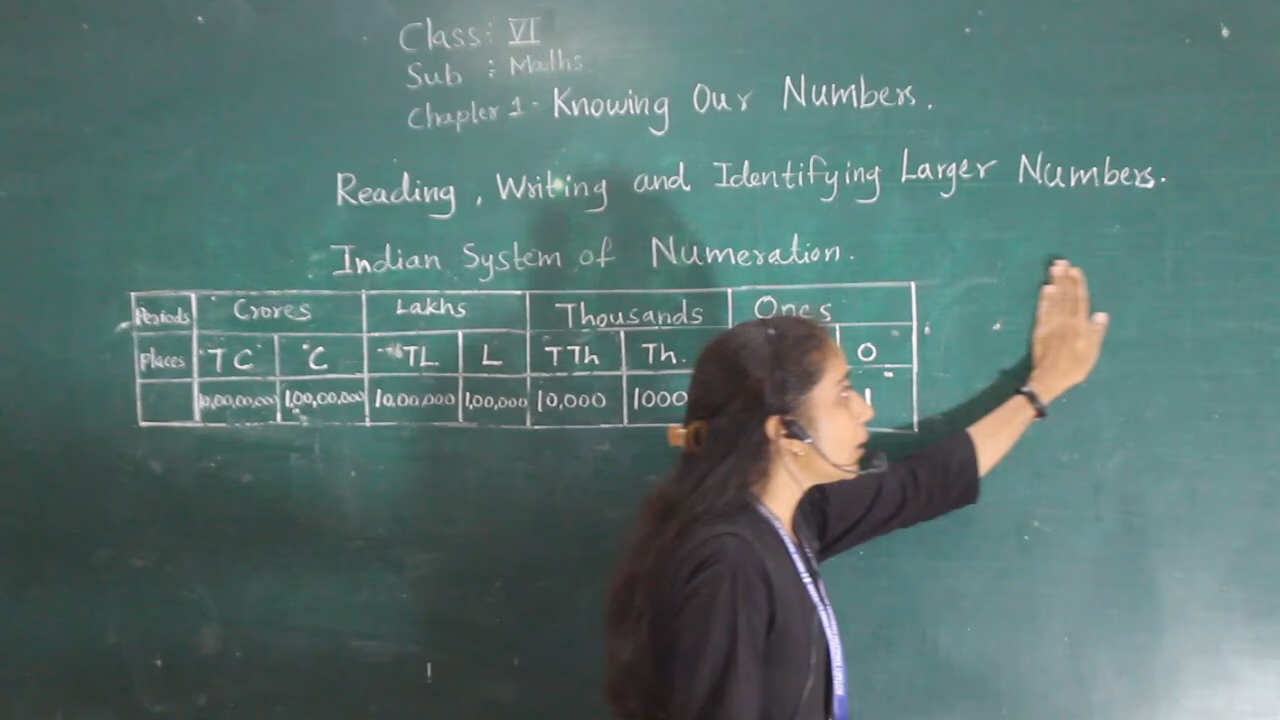 Class: VI
Sub : Maths.
Chapter 1 - Knowing Our Numbers.
Reading, Writing and Identifying Larger Numbers.
Indian System of Numeration.
Periods Crores Lakhs Thousands Ones
Places TC C TL L TTh Th. O
10,00,00,000 1,00,00,000 10,00,000 1,00,000 10,000 1000 1